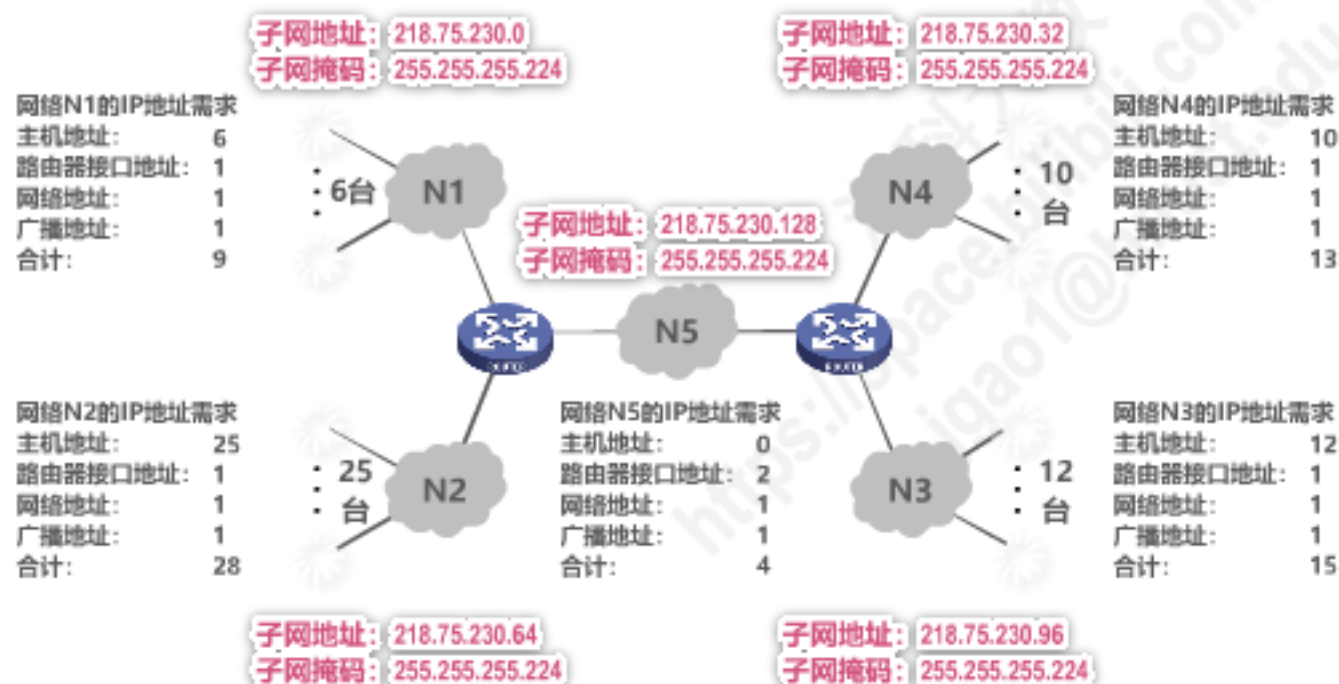 子网地址：218.75.230.0
子网掩码：255.255.255.224
子网地址：218.75.230.32
子网掩码：255.255.255.224
网络N1的IP地址需求
主机地址： 6
路由器接口地址： 1
网络地址： 1
广播地址： 1
合计： 9
6台
N1
子网地址：218.75.230.128
子网掩码：255.255.255.224
N4
10
台
网络N4的IP地址需求
主机地址： 10
路由器接口地址： 1
网络地址： 1
广播地址： 1
合计： 13
ROUTER
N5
ROUTER
网络N2的IP地址需求
主机地址： 25
路由器接口地址： 1
网络地址： 1
广播地址： 1
合计： 28
25
台
N2
网络N5的IP地址需求
主机地址： 0
路由器接口地址： 2
网络地址： 1
广播地址： 1
合计： 4
N3
12
台
网络N3的IP地址需求
主机地址： 12
路由器接口地址： 1
网络地址： 1
广播地址： 1
合计： 15
子网地址：218.75.230.64
子网掩码：255.255.255.224
子网地址：218.75.230.96
子网掩码：255.255.255.224